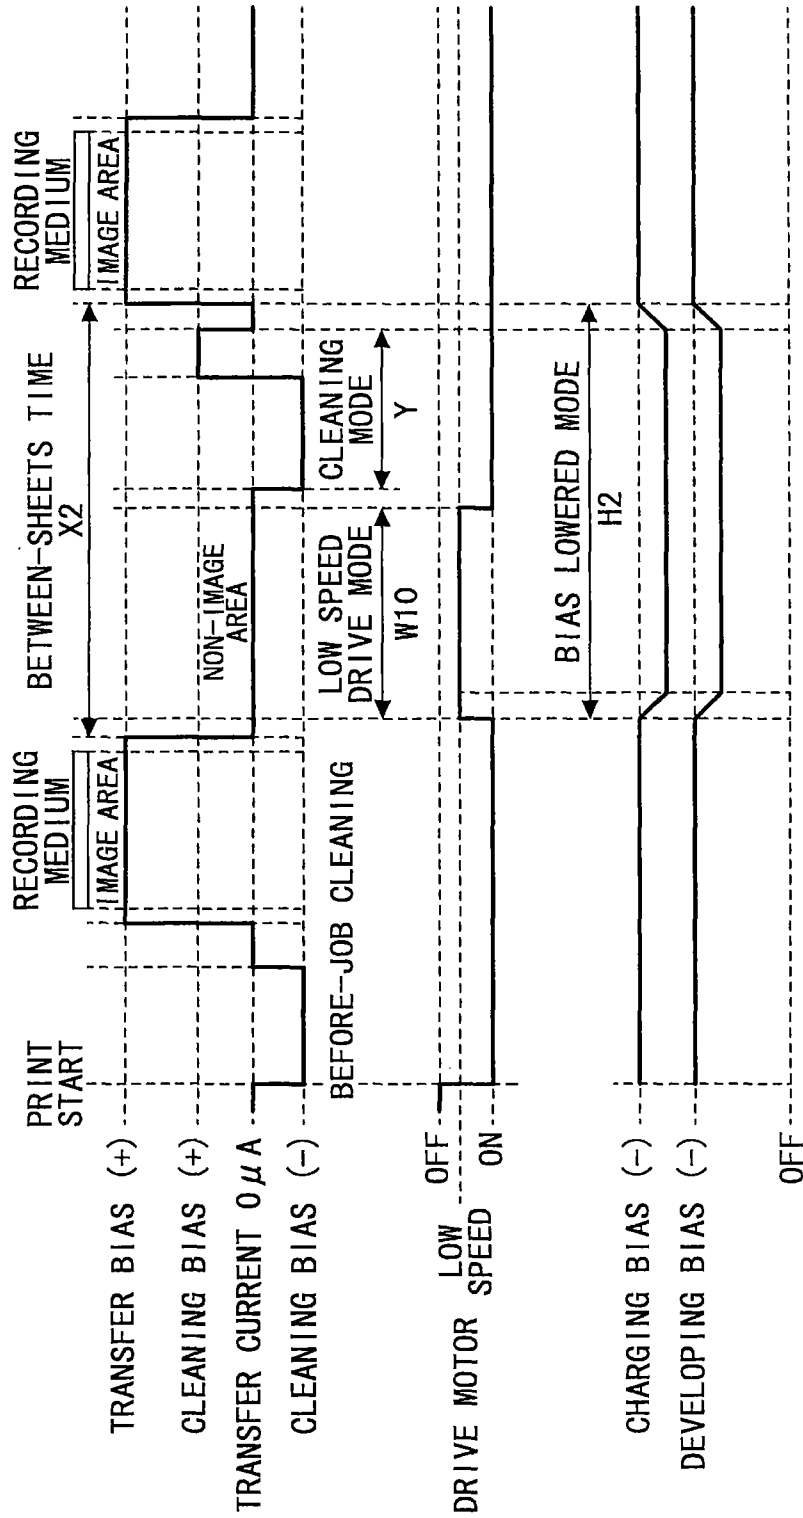 PRINT
START
RECORDING
MEDIUM
IMAGE AREA
BETWEEN-SHEETS TIME
X2
RECORDING
MEDIUM
IMAGE AREA
TRANSFER BIAS (+)
CLEANING BIAS (+)
TRANSFER CURRENT 0μA
CLEANING BIAS (-)
NON-IMAGE
AREA
BEFORE-JOB CLEANING
LOW SPEED
DRIVE MODE
W10
CLEANING
MODE
Y
DRIVE MOTOR
OFF
LOW
SPEED
ON
BIAS LOWERED MODE
H2
CHARGING BIAS (-)
DEVELOPING BIAS (-)
OFF